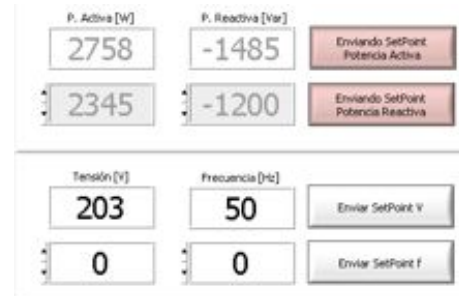 P. Activa [W] P. Reactiva [Var]
2758 -1485 Enviando SetPoint
Potencia Activa
2345 -1200 Enviando SetPoint
Potencia Reactiva
Tensión [V] Frecuencia [Hz]
203 50 Enviar SetPoint V
0 0 Enviar SetPoint f